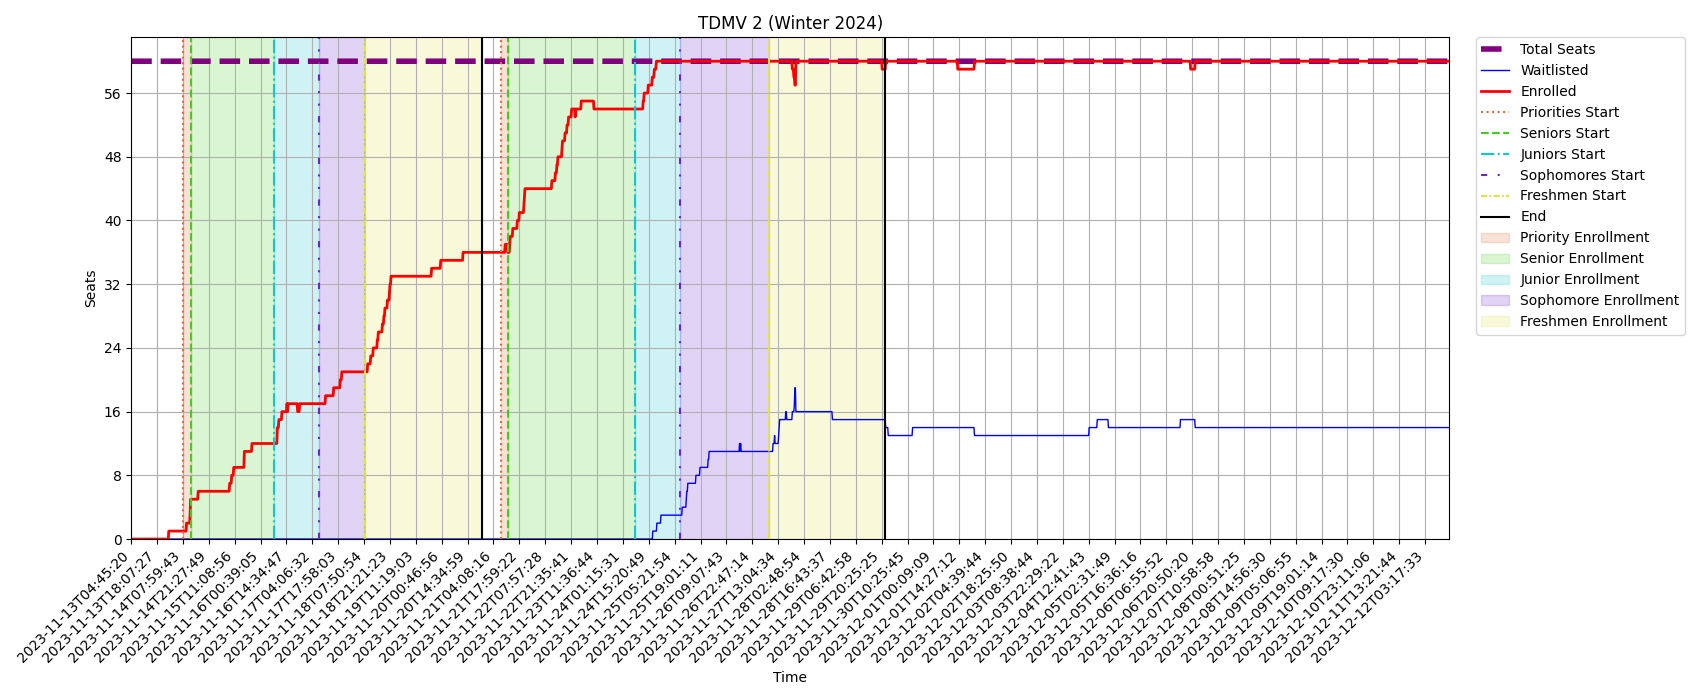 TDMV 2 (Winter 2024)
Total Seats
Waitlisted
Enrolled
Priorities Start
Seniors Start
Juniors Start
Sophomores Start
Freshmen Start
End
Priority Enrollment
Senior Enrollment
Junior Enrollment
Sophomore Enrollment
Freshmen Enrollment
Seats
56
48
40
32
24
16
8
0
2023-11-13T04:45:20
2023-11-13T18:07:27
2023-11-14T07:59:43
2023-11-14T21:27:49
2023-11-15T11:08:56
2023-11-16T00:39:05
2023-11-16T14:34:47
2023-11-17T04:06:32
2023-11-17T17:58:03
2023-11-18T07:50:54
2023-11-18T21:21:23
2023-11-19T11:19:03
2023-11-20T00:46:56
2023-11-20T14:34:59
2023-11-21T04:08:16
2023-11-21T17:59:22
2023-11-22T07:57:28
2023-11-22T21:35:41
2023-11-23T11:36:44
2023-11-24T01:15:31
2023-11-24T15:20:49
2023-11-25T05:21:54
2023-11-25T19:01:11
2023-11-26T09:07:43
2023-11-26T22:47:14
2023-11-27T13:04:34
2023-11-28T02:48:54
2023-11-28T16:43:37
2023-11-29T06:42:58
2023-11-29T20:25:25
2023-11-30T10:25:45
2023-12-01T00:09:09
2023-12-01T14:27:12
2023-12-02T04:39:44
2023-12-02T18:25:50
2023-12-03T08:38:44
2023-12-03T22:29:22
2023-12-04T12:41:43
2023-12-05T02:31:49
2023-12-05T16:36:16
2023-12-06T06:55:52
2023-12-06T20:50:20
2023-12-07T10:58:58
2023-12-08T00:51:25
2023-12-08T14:56:30
2023-12-09T05:06:55
2023-12-09T19:01:14
2023-12-10T09:17:30
2023-12-10T23:11:06
2023-12-11T13:21:44
2023-12-12T03:17:33
Time